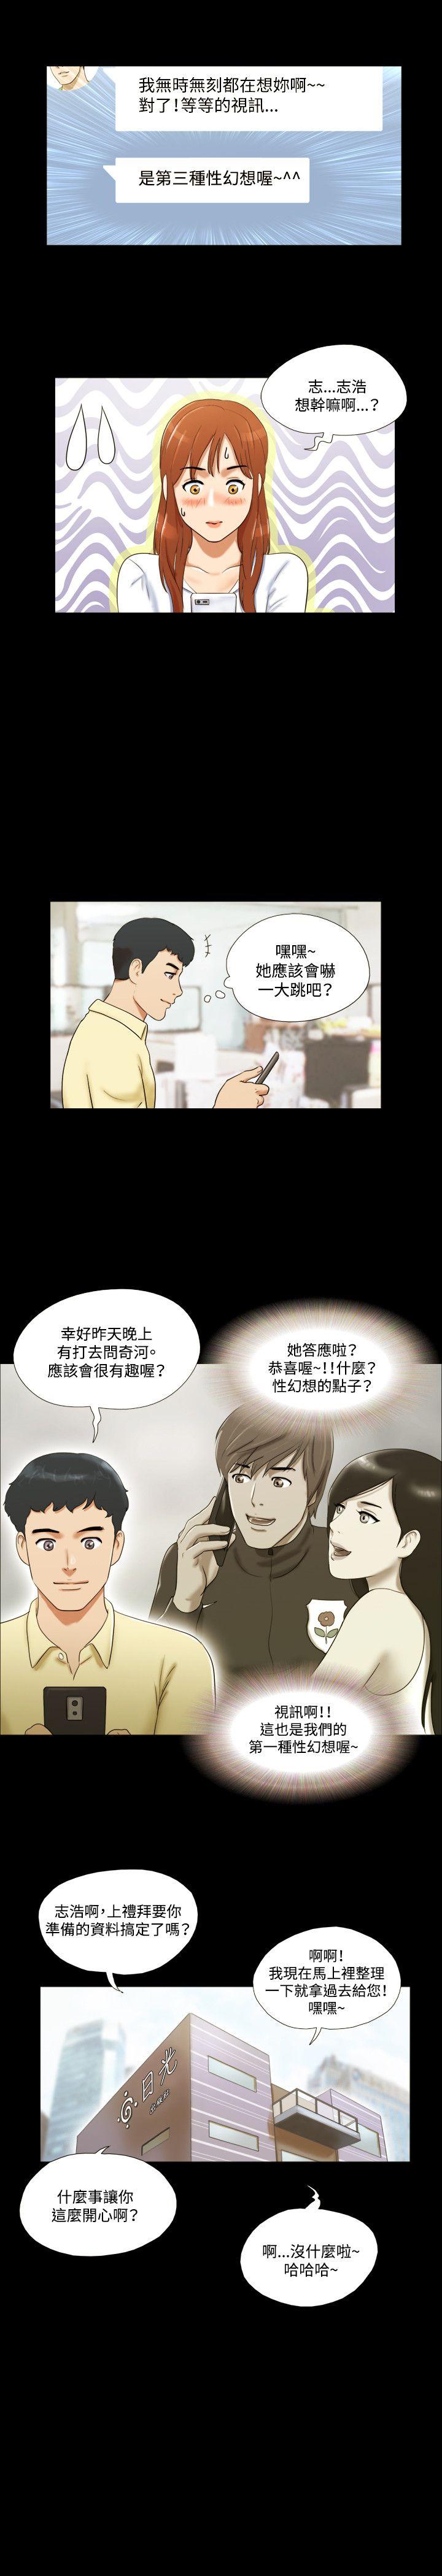 我無時無刻都在想妳啊~~
對了!等等的視訊...
是第三種性幻想喔~^^
志...志浩
想幹嘛啊...?
嘿嘿~
她應該會嚇
一大跳吧?
幸好昨天晚上
有打去問奇河。
應該會很有趣喔?
她答應啦?
恭喜喔~!!什麼?
性幻想的點子?
視訊啊!!
這也是我們的
第一種性幻想喔~
志浩啊,上禮拜要你
準備的資料搞定了嗎?
啊啊!
我現在馬上裡整理
一下就拿過去給您!
嘿嘿~
日光
什麼事讓你
這麼開心啊?
啊...沒什麼啦~
哈哈哈~